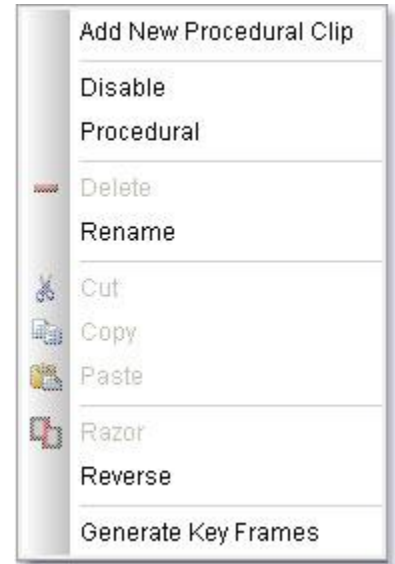 Add New Procedural Clip
Disable
Procedural
Delete
Rename
Cut
Copy
Paste
Razor
Reverse
Generate Key Frames